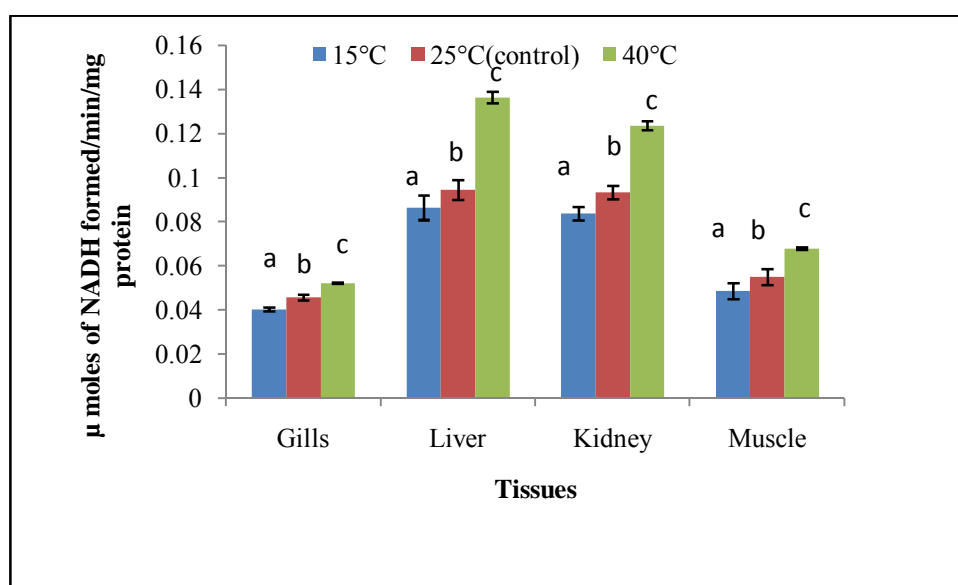 µ moles of NADH formed/min/mg
protein
0.16
0.14
0.12
0.1
0.08
0.06
0.04
0.02
0
15°C 25°C(control) 40°C
a b c
a b c
a b c
a b c
Gills Liver Kidney Muscle
Tissues